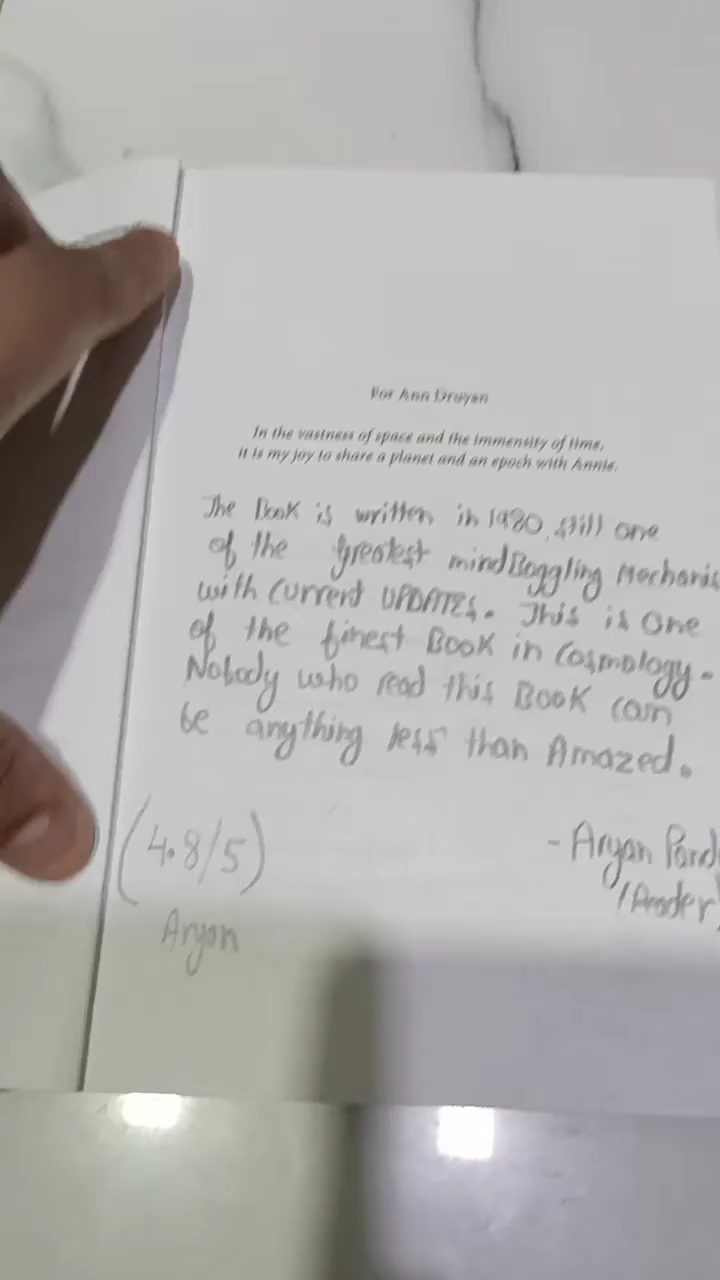 For Ann Druyan
In the vastness of space and the immensity of time,
it is my joy to share a planet and an epoch with Annie.
The Book is written in 1980, still one
of the greatest mindBoggling Mechanis
with current UPDATES. This is one
of the finest Book in Cosmology.
Nobody who read this Book can
be anything less than Amazed.
(4.8/5)
- Aryan Pand
Aryan